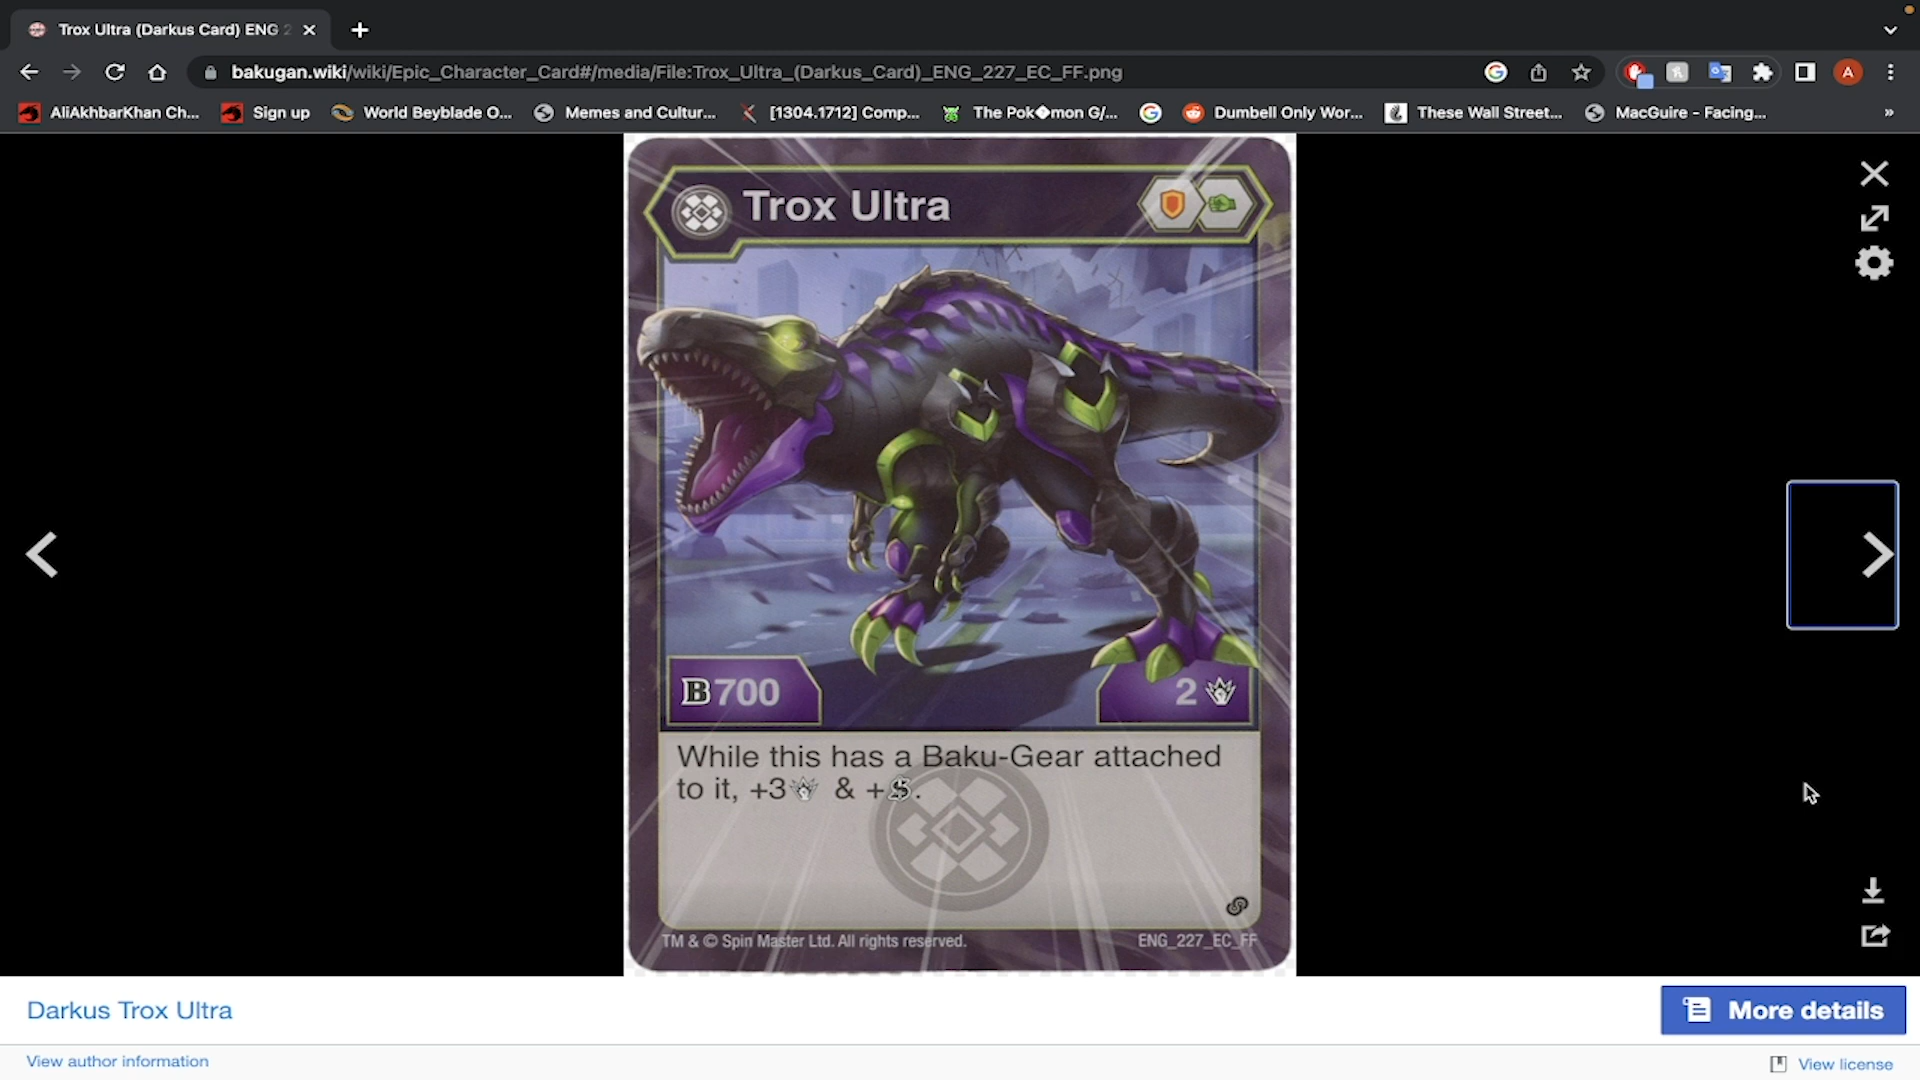 Trox Ultra (Darkus Card) ENG 2
bakugan.wiki/wiki/Epic_Character_Card#/media/File:Trox_Ultra_(Darkus_Card)_ENG_227_EC_FF.png
A
AliAkhbarKhan Ch...
Sign up
World Beyblade O...
Memes and Cultur...
[1304.1712] Comp...
The Pok�mon G/...
Dumbell Only Wor...
These Wall Street...
MacGuire - Facing...
»
Trox Ultra
B700
2
While this has a Baku-Gear attached
to it, +3 & +$.
TM & © Spin Master Ltd. All rights reserved.
ENG_227_EC_FF
Darkus Trox Ultra
More details
View author information
View license